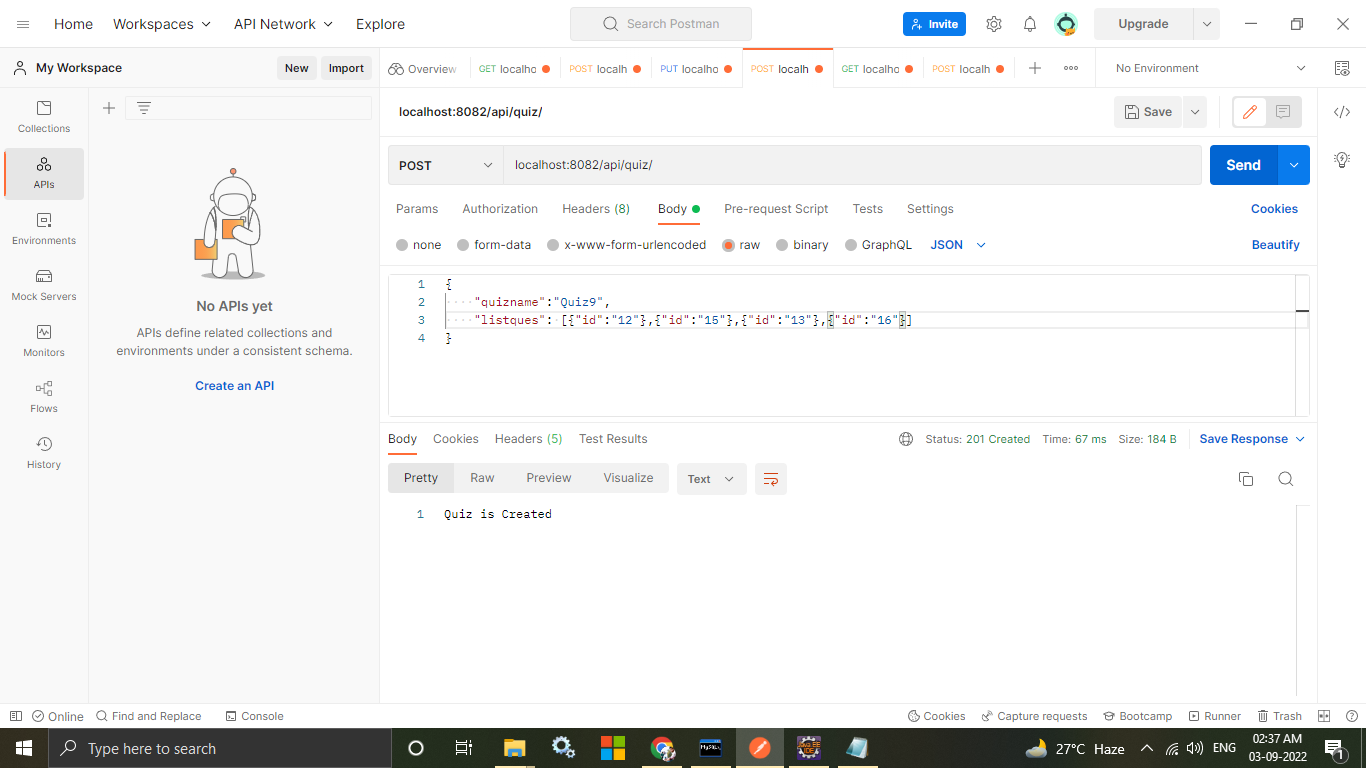 Home Workspaces API Network Explore Search Postman Invite Upgrade
My Workspace New Import Overview GET localho POST localh PUT localho POST localh GET localho POST localh No Environment
Collections
APIs
Environments
Mock Servers
Monitors
Flows
History
No APIs yet
APIs define related collections and
environments under a consistent schema.
Create an API
localhost:8082/api/quiz/ Save
POST localhost:8082/api/quiz/ Send
Params Authorization Headers (8) Body Pre-request Script Tests Settings Cookies
none form-data x-www-form-urlencoded raw binary GraphQL JSON Beautify
1 {
2 "quizname":"Quiz9",
3 "listques": [{"id":"12"},{"id":"15"},{"id":"13"},{"id":"16"}]
4 }
Body Cookies Headers (5) Test Results Status: 201 Created Time: 67 ms Size: 184 B Save Response
Pretty Raw Preview Visualize Text
1 Quiz is Created
Online Find and Replace Console Cookies Capture requests Bootcamp Runner Trash
Type here to search 27°C Haze ENG 02:37 AM
03-09-2022 1